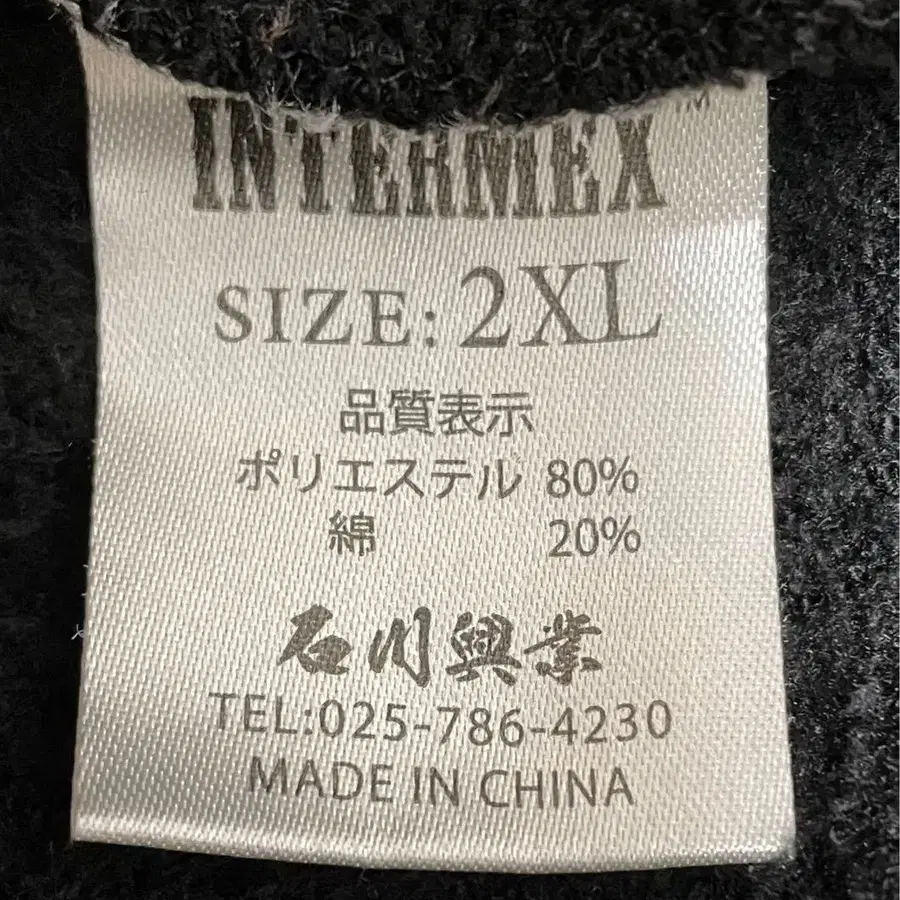 INTERMEX™
SIZE: 2XL
品質表示
ポリエステル 80%
綿 20%
石川興業
TEL:025-786-4230
MADE IN CHINA